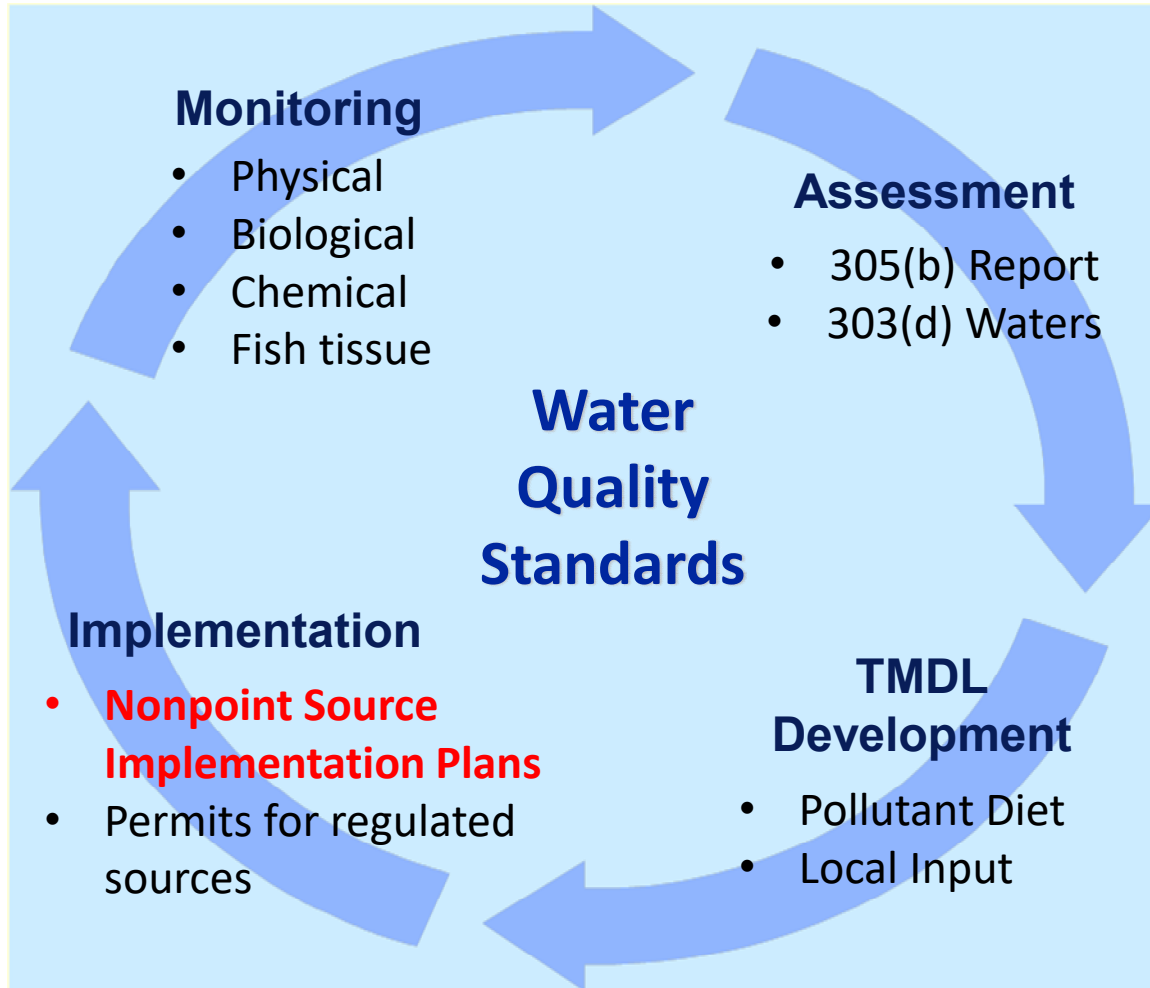 Monitoring
• Physical
• Biological
• Chemical
• Fish tissue
Assessment
• 305(b) Report
• 303(d) Waters
Water
Quality
Standards
Implementation
• Nonpoint Source
Implementation Plans
• Permits for regulated
sources
TMDL
Development
• Pollutant Diet
• Local Input